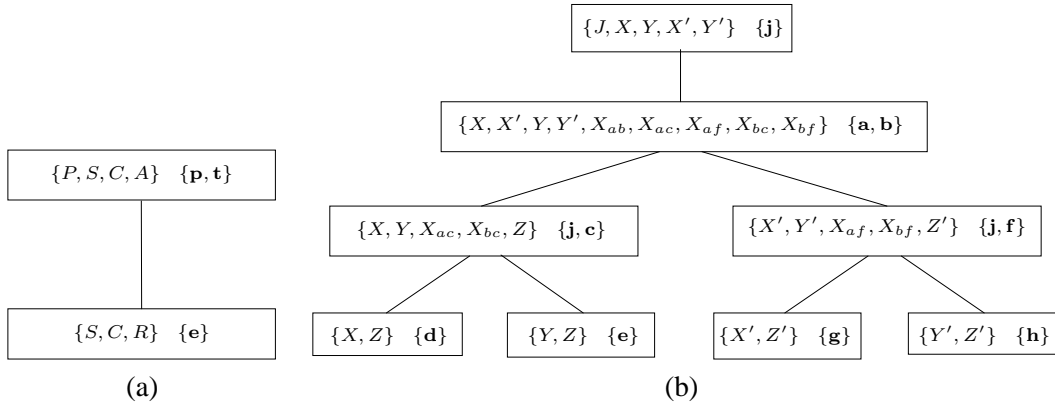 {J, X, Y, X′, Y′} {j}
{X, X′, Y, Y′, X_ab, X_ac, X_af, X_bc, X_bf} {a, b}
{P, S, C, A} {p, t}
{X, Y, X_ac, X_bc, Z} {j, c}
{X′, Y′, X_af, X_bf, Z′} {j, f}
{S, C, R} {e}
{X, Z} {d}
{Y, Z} {e}
{X′, Z′} {g}
{Y′, Z′} {h}
(a)
(b)